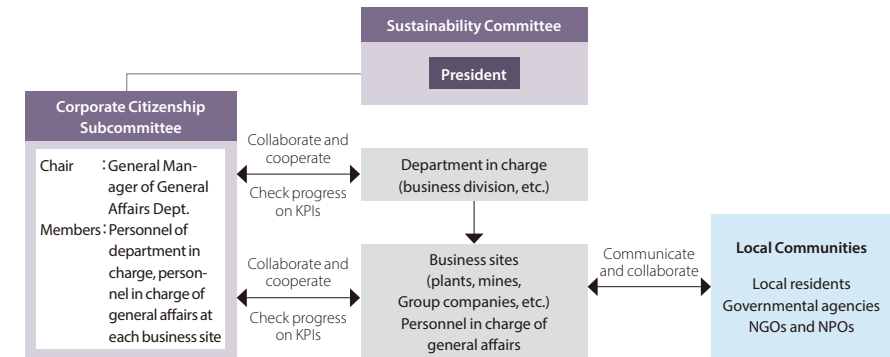 Sustainability Committee
President
Corporate Citizenship
Subcommittee
Chair : General Man-
ager of General
Affairs Dept.
Members : Personnel of
department in
charge, person-
nel in charge of
general affairs at
each business site
Collaborate and
cooperate
Check progress
on KPIs
Department in charge
(business division, etc.)
Collaborate and
cooperate
Check progress
on KPIs
Business sites
(plants, mines,
Group companies, etc.)
Personnel in charge of
general affairs
Communicate
and collaborate
Local Communities
Local residents
Governmental agencies
NGOs and NPOs